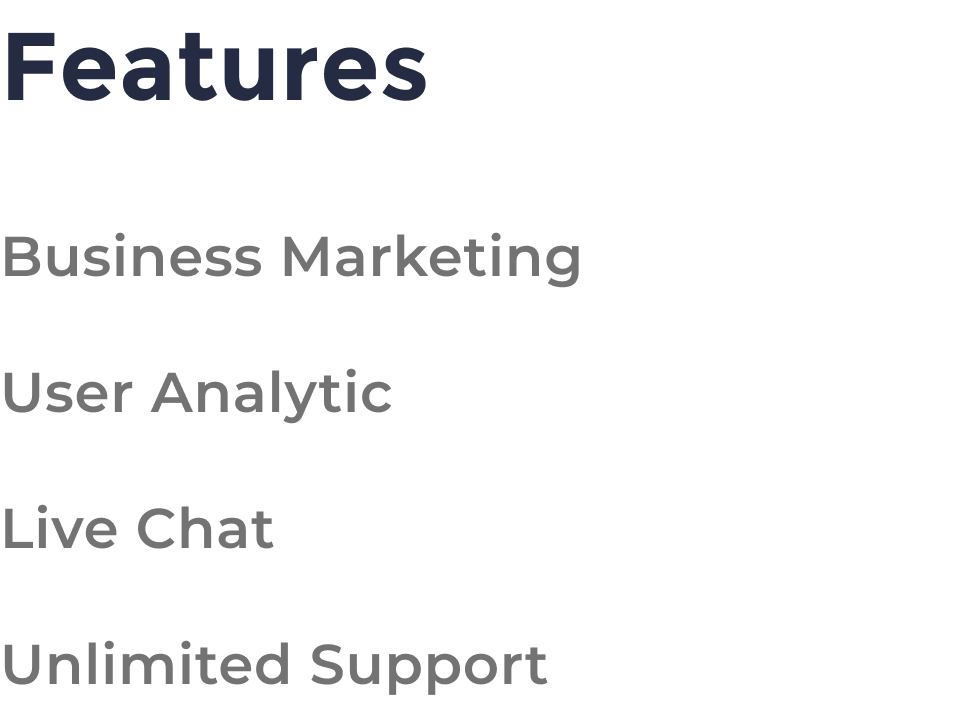 Features
Business Marketing
User Analytic
Live Chat
Unlimited Support